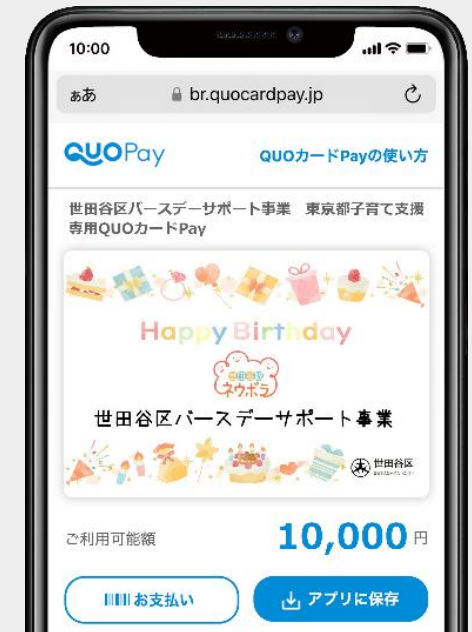 10:00
ぁあ
br.quocardpay.jp
QUOPay
QUOカードPayの使い方
世田谷区バースデーサポート事業　東京都子育て支援
専用QUOカードPay
Happy Birthday
ネウボラ
世田谷区バースデーサポート事業
世田谷区
ご利用可能額
10,000 円
お支払い
アプリに保存